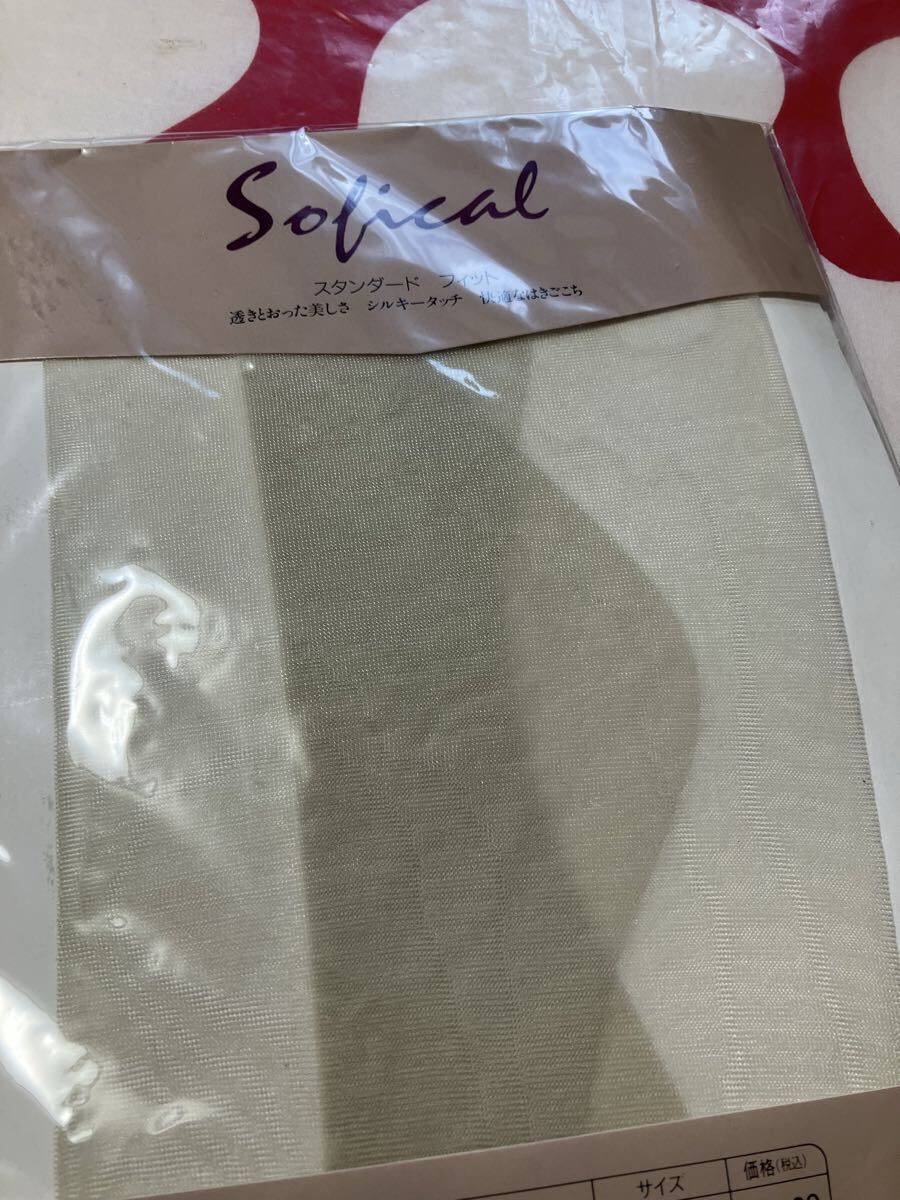 Sofical
スタンダード フィット
透きとおった美しさ シルキータッチ 快適なはきごこち
サイズ 価格(税込)